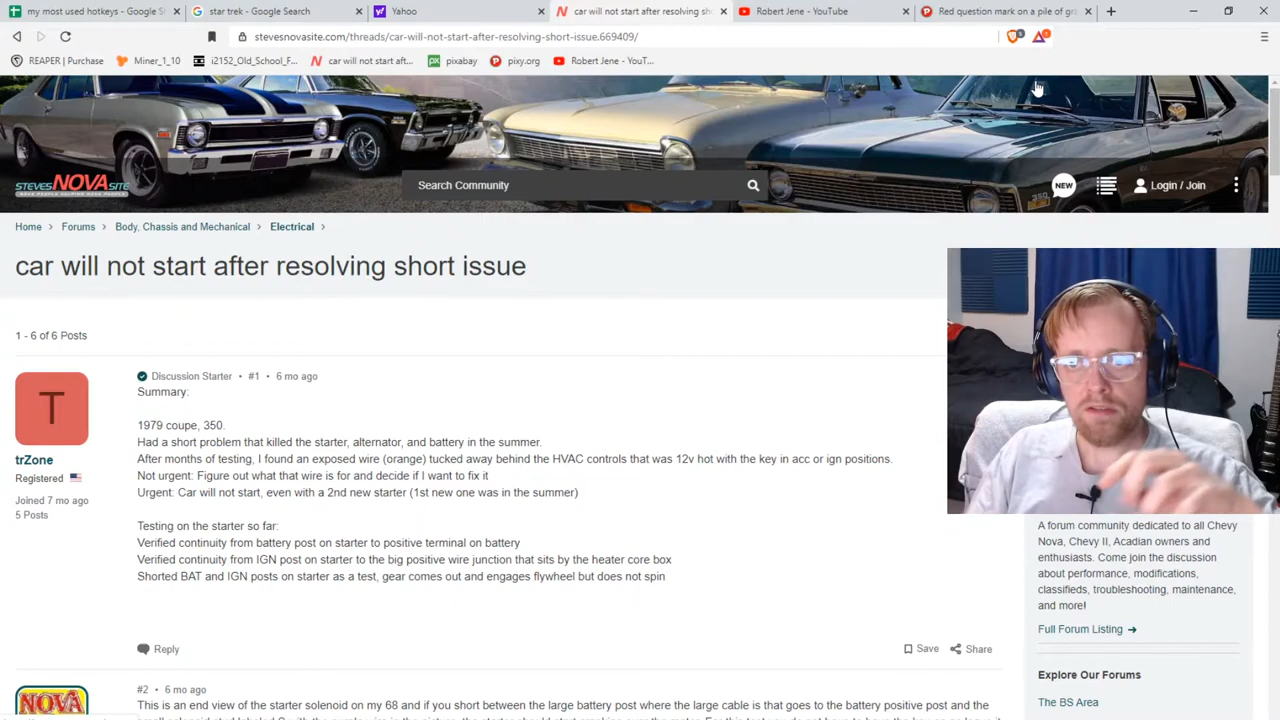 my most used hotkeys - Google S
star trek - Google Search
Yahoo
car will not start after resolving sh
Robert Jene - YouTube
Red question mark on a pile of gr
stevesnovasite.com/threads/car-will-not-start-after-resolving-short-issue.669409/
REAPER | Purchase
Miner_1_10
i2152_Old_School_F...
car will not start aft...
pixabay
pixy.org
Robert Jene - YouT...
STEVES NOVA SITE
NOVA PEOPLE HELPING NOVA PEOPLE
Search Community
NEW
Login / Join
Home > Forums > Body, Chassis and Mechanical > Electrical >
car will not start after resolving short issue
1 - 6 of 6 Posts
T
trZone
Registered
Joined 7 mo ago
5 Posts
Discussion Starter • #1 • 6 mo ago
Summary:
1979 coupe, 350.
Had a short problem that killed the starter, alternator, and battery in the summer.
After months of testing, I found an exposed wire (orange) tucked away behind the HVAC controls that was 12v hot with the key in acc or ign positions.
Not urgent: Figure out what that wire is for and decide if I want to fix it
Urgent: Car will not start, even with a 2nd new starter (1st new one was in the summer)
Testing on the starter so far:
Verified continuity from battery post on starter to positive terminal on battery
Verified continuity from IGN post on starter to the big positive wire junction that sits by the heater core box
Shorted BAT and IGN posts on starter as a test, gear comes out and engages flywheel but does not spin
Reply
Save
Share
A forum community dedicated to all Chevy
Nova, Chevy II, Acadian owners and
enthusiasts. Come join the discussion
about performance, modifications,
classifieds, troubleshooting, maintenance,
and more!
Full Forum Listing →
Explore Our Forums
The BS Area
NOVA
#2 • 6 mo ago
This is an end view of the starter solenoid on my 68 and if you short between the large battery post where the large cable is that goes to the battery positive post and the